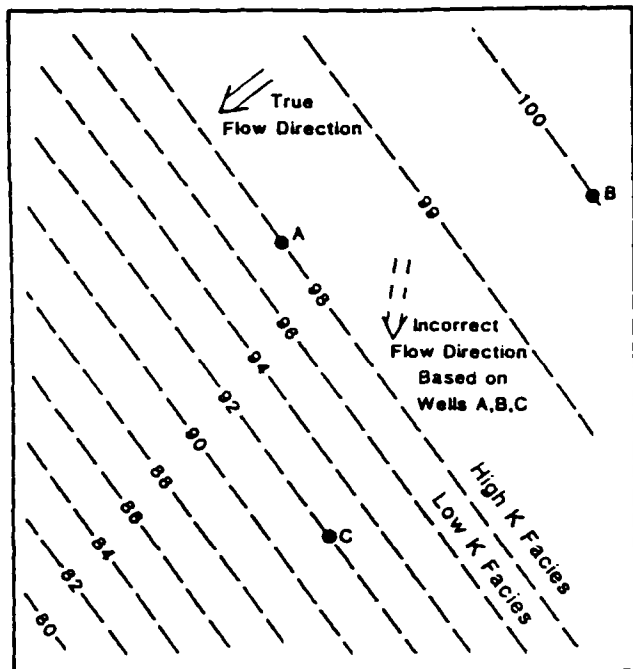 True
Flow Direction
100
B
99
A
98
Incorrect
Flow Direction
Based on
Wells A,B,C
96
94
92
90
88
86
84
82
80
C
High K Facies
Low K Facies